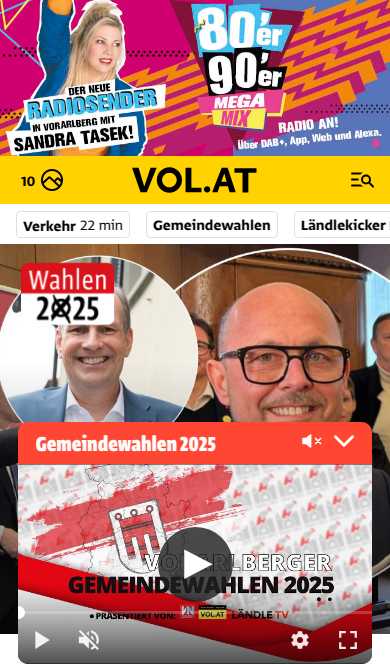 80'er
90'er
MEGA
MIX
DER NEUE
RADIOSENDER
IN VORARLBERG MIT
SANDRA TASEK!
RADIO AN!
Über DAB+, App, Web und Alexa.
10
VOL.AT
Verkehr 22 min
Gemeindewahlen
Ländlekicker
Wahlen
2025
Gemeindewahlen 2025
VORARLBERGER
GEMEINDEWAHLEN 2025
PRÄSENTIERT VON: VN VOL.AT LÄNDLE TV